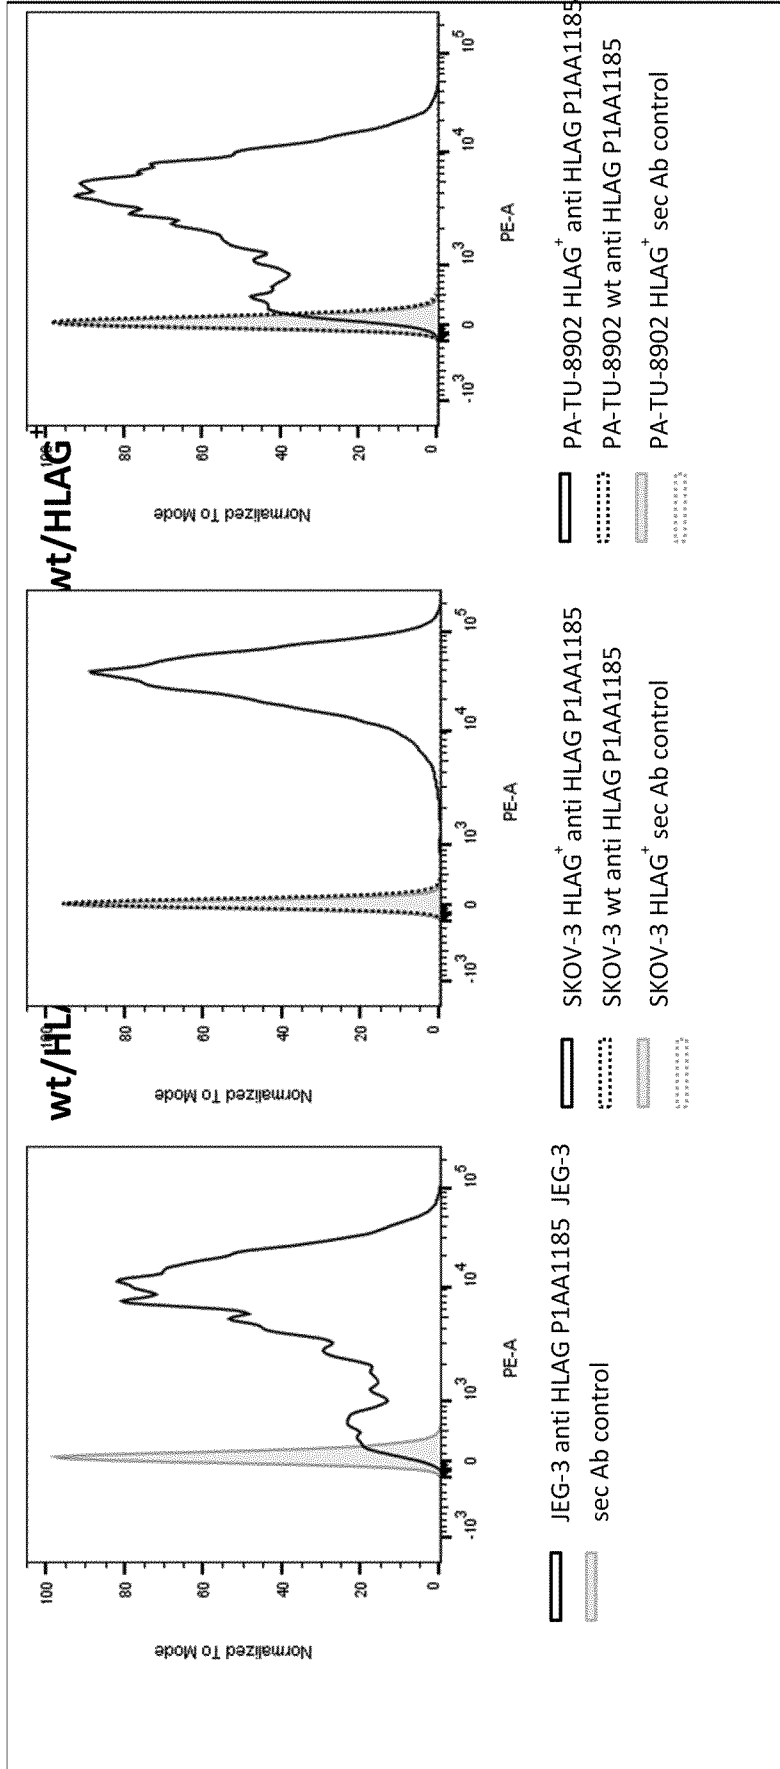 Normalized To Mode
100
80
60
40
20
0
-10³ 0 10³ 10⁴ 10⁵
PE-A
JEG-3 anti HLAG P1AA1185 JEG-3
sec Ab control
Normalized To Mode
80
60
40
20
0
-10³ 0 10³ 10⁴ 10⁵
PE-A
SKOV-3 HLAG⁺ anti HLAG P1AA1185
SKOV-3 wt anti HLAG P1AA1185
SKOV-3 HLAG⁺ sec Ab control
wt/HLAG⁺
Normalized To Mode
80
60
40
20
0
-10³ 0 10³ 10⁴ 10⁵
PE-A
PA-TU-8902 HLAG⁺ anti HLAG P1AA1185
PA-TU-8902 wt anti HLAG P1AA1185
PA-TU-8902 HLAG⁺ sec Ab control